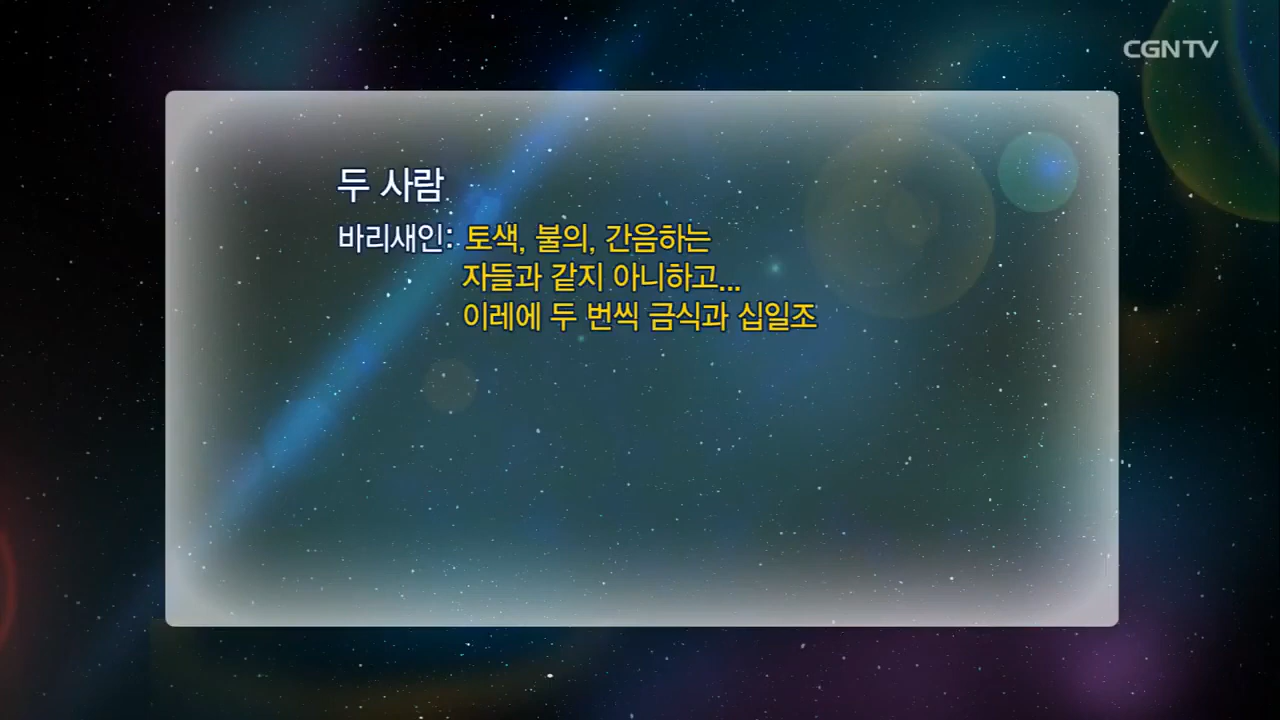 CGNTV
두 사람
바리새인: 토색, 불의, 간음하는
자들과 같지 아니하고...
이레에 두 번씩 금식과 십일조